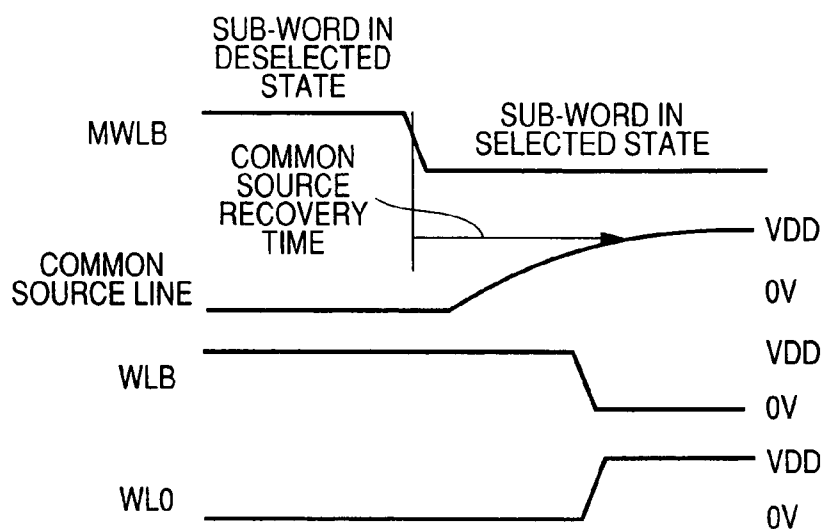 SUB-WORD IN
DESELECTED
STATE
MWLB
SUB-WORD IN
SELECTED STATE
COMMON
SOURCE
RECOVERY
TIME
VDD
COMMON
SOURCE LINE
0V
WLB
VDD
0V
WL0
VDD
0V